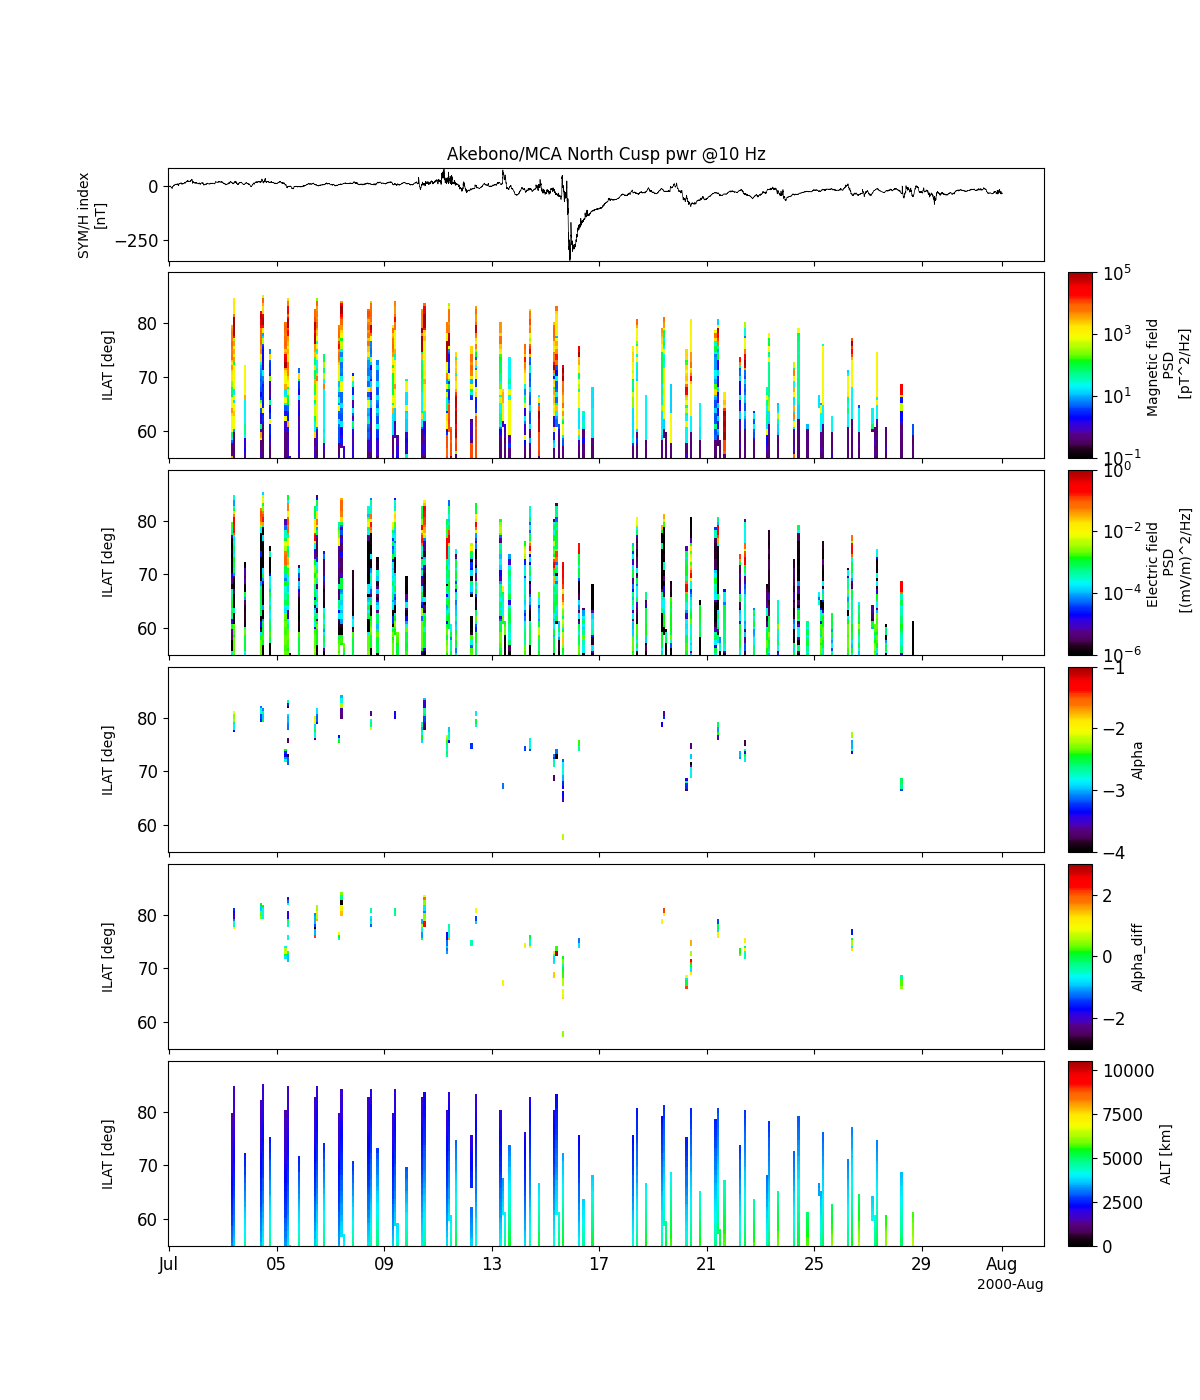 Akebono/MCA North Cusp pwr @10 Hz
SYM/H index
[nT]
0
−250
ILAT [deg]
80
70
60
10^5
10^3
10^1
10^−1
Magnetic field
PSD
[pT^2/Hz]
ILAT [deg]
80
70
60
10^0
10^−2
10^−4
10^−6
Electric field
PSD
[(mV/m)^2/Hz]
ILAT [deg]
80
70
60
−1
−2
−3
−4
Alpha
ILAT [deg]
80
70
60
2
0
−2
Alpha_diff
ILAT [deg]
80
70
60
10000
7500
5000
2500
0
ALT [km]
Jul 05 09 13 17 21 25 29 Aug
2000-Aug